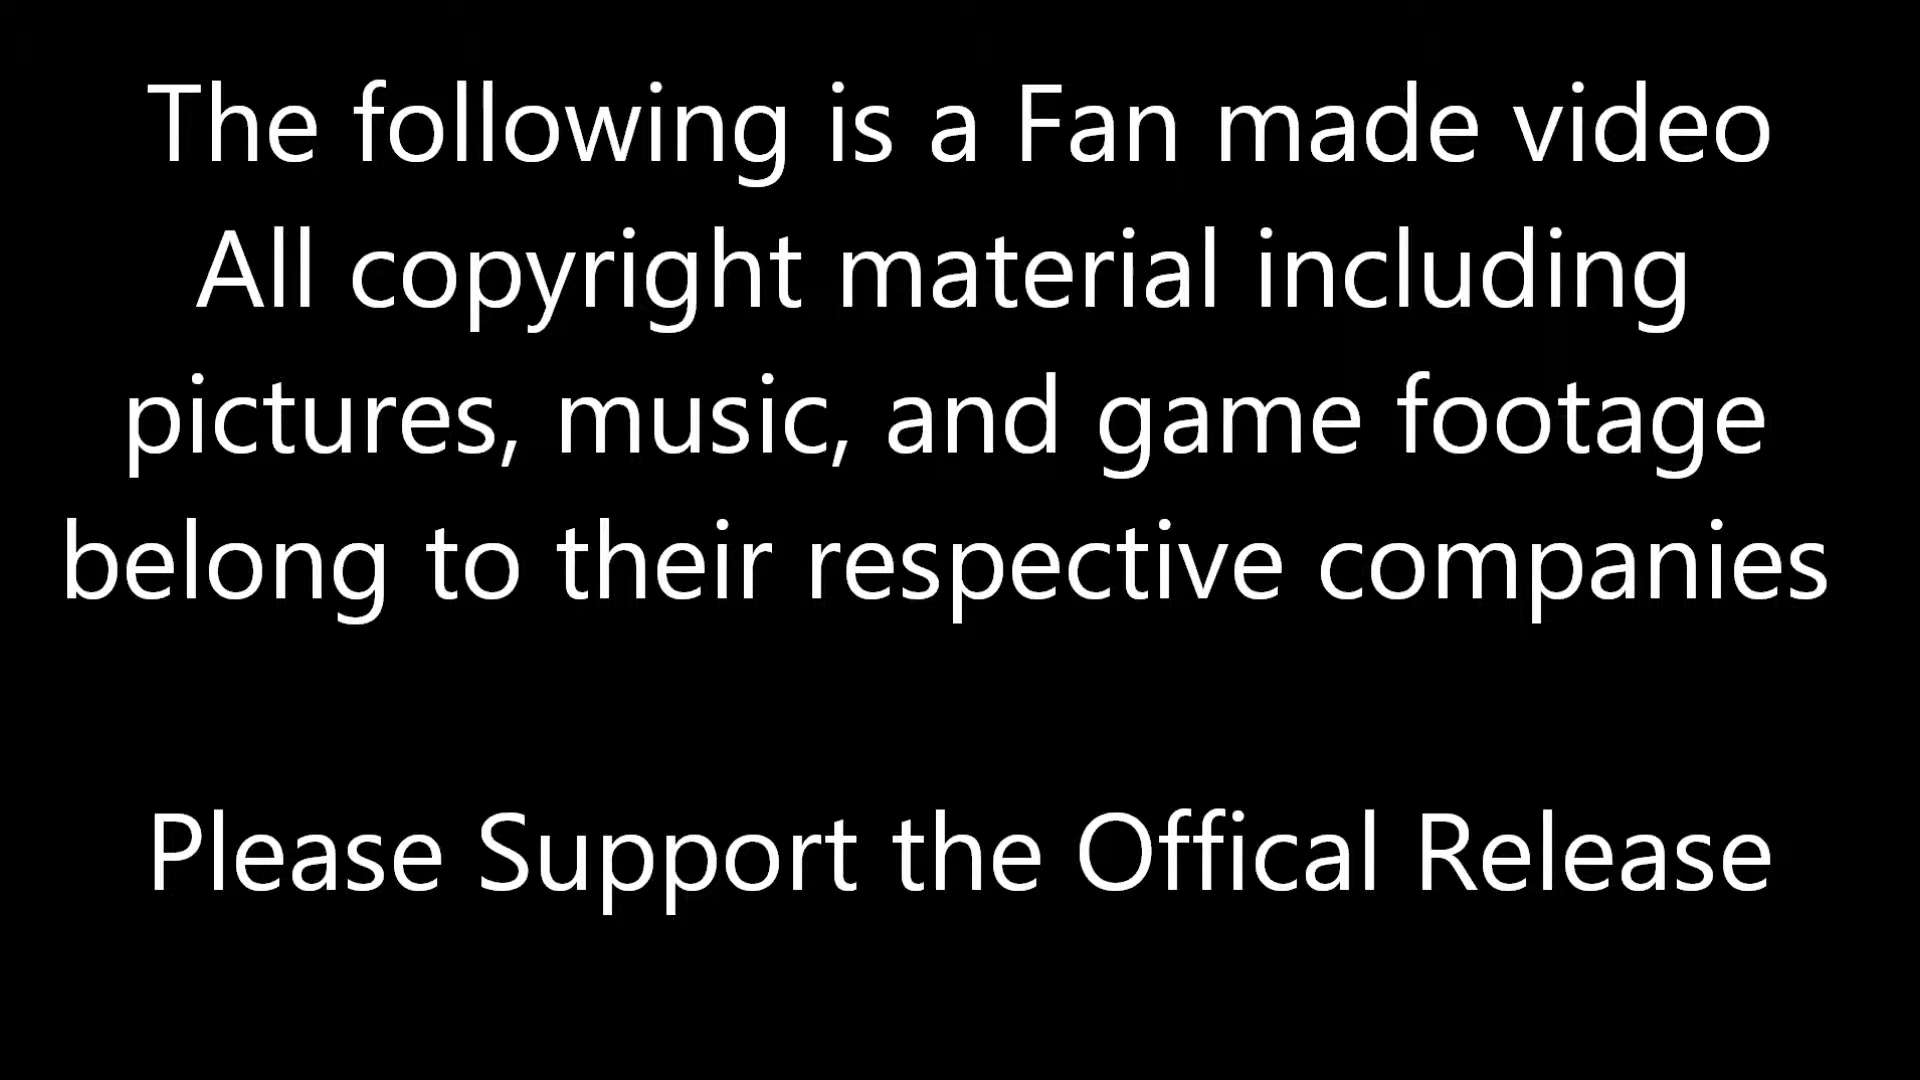 The following is a Fan made video
All copyright material including
pictures, music, and game footage
belong to their respective companies
Please Support the Offical Release